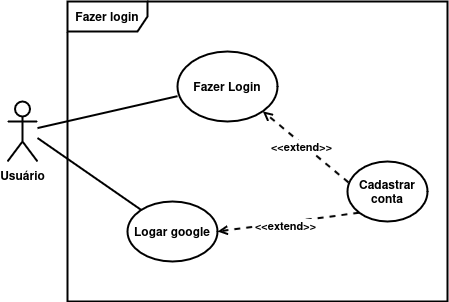 Fazer login
Fazer Login
<<extend>>
Usuário
Cadastrar
conta
<<extend>>
Logar google